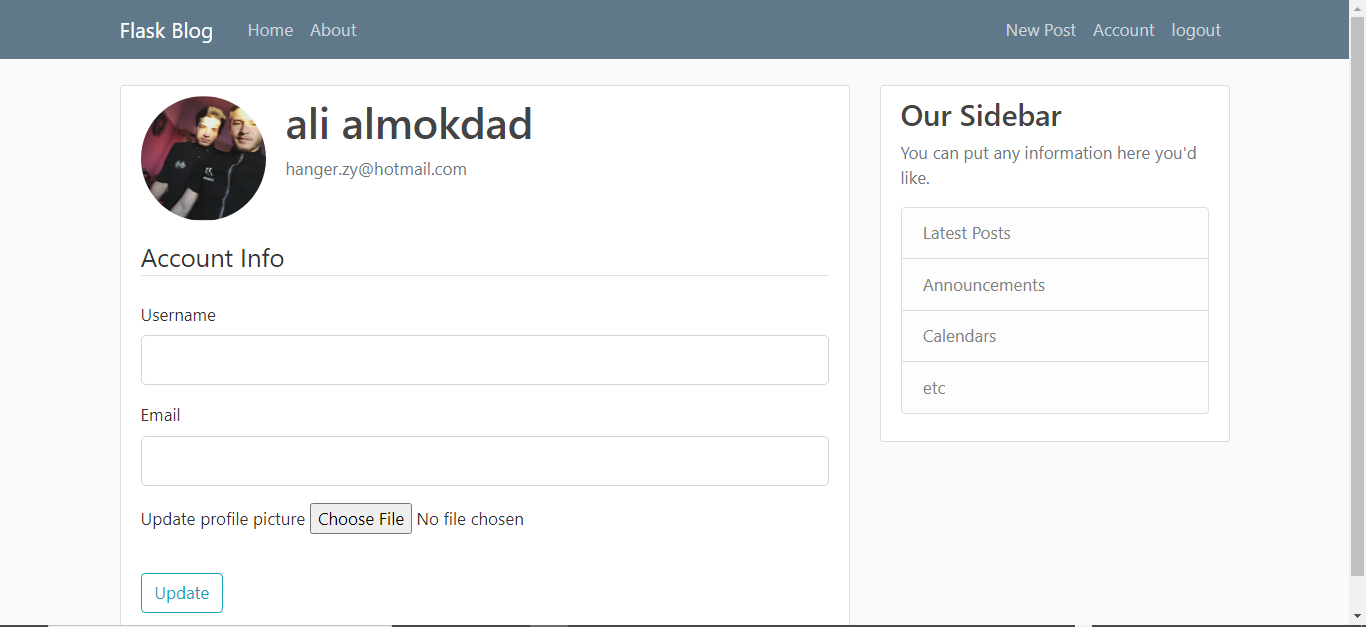 Flask Blog Home About New Post Account logout
ali almokdad
hanger.zy@hotmail.com
Account Info
Username
Email
Update profile picture Choose File No file chosen
Update
Our Sidebar
You can put any information here you'd
like.
Latest Posts
Announcements
Calendars
etc